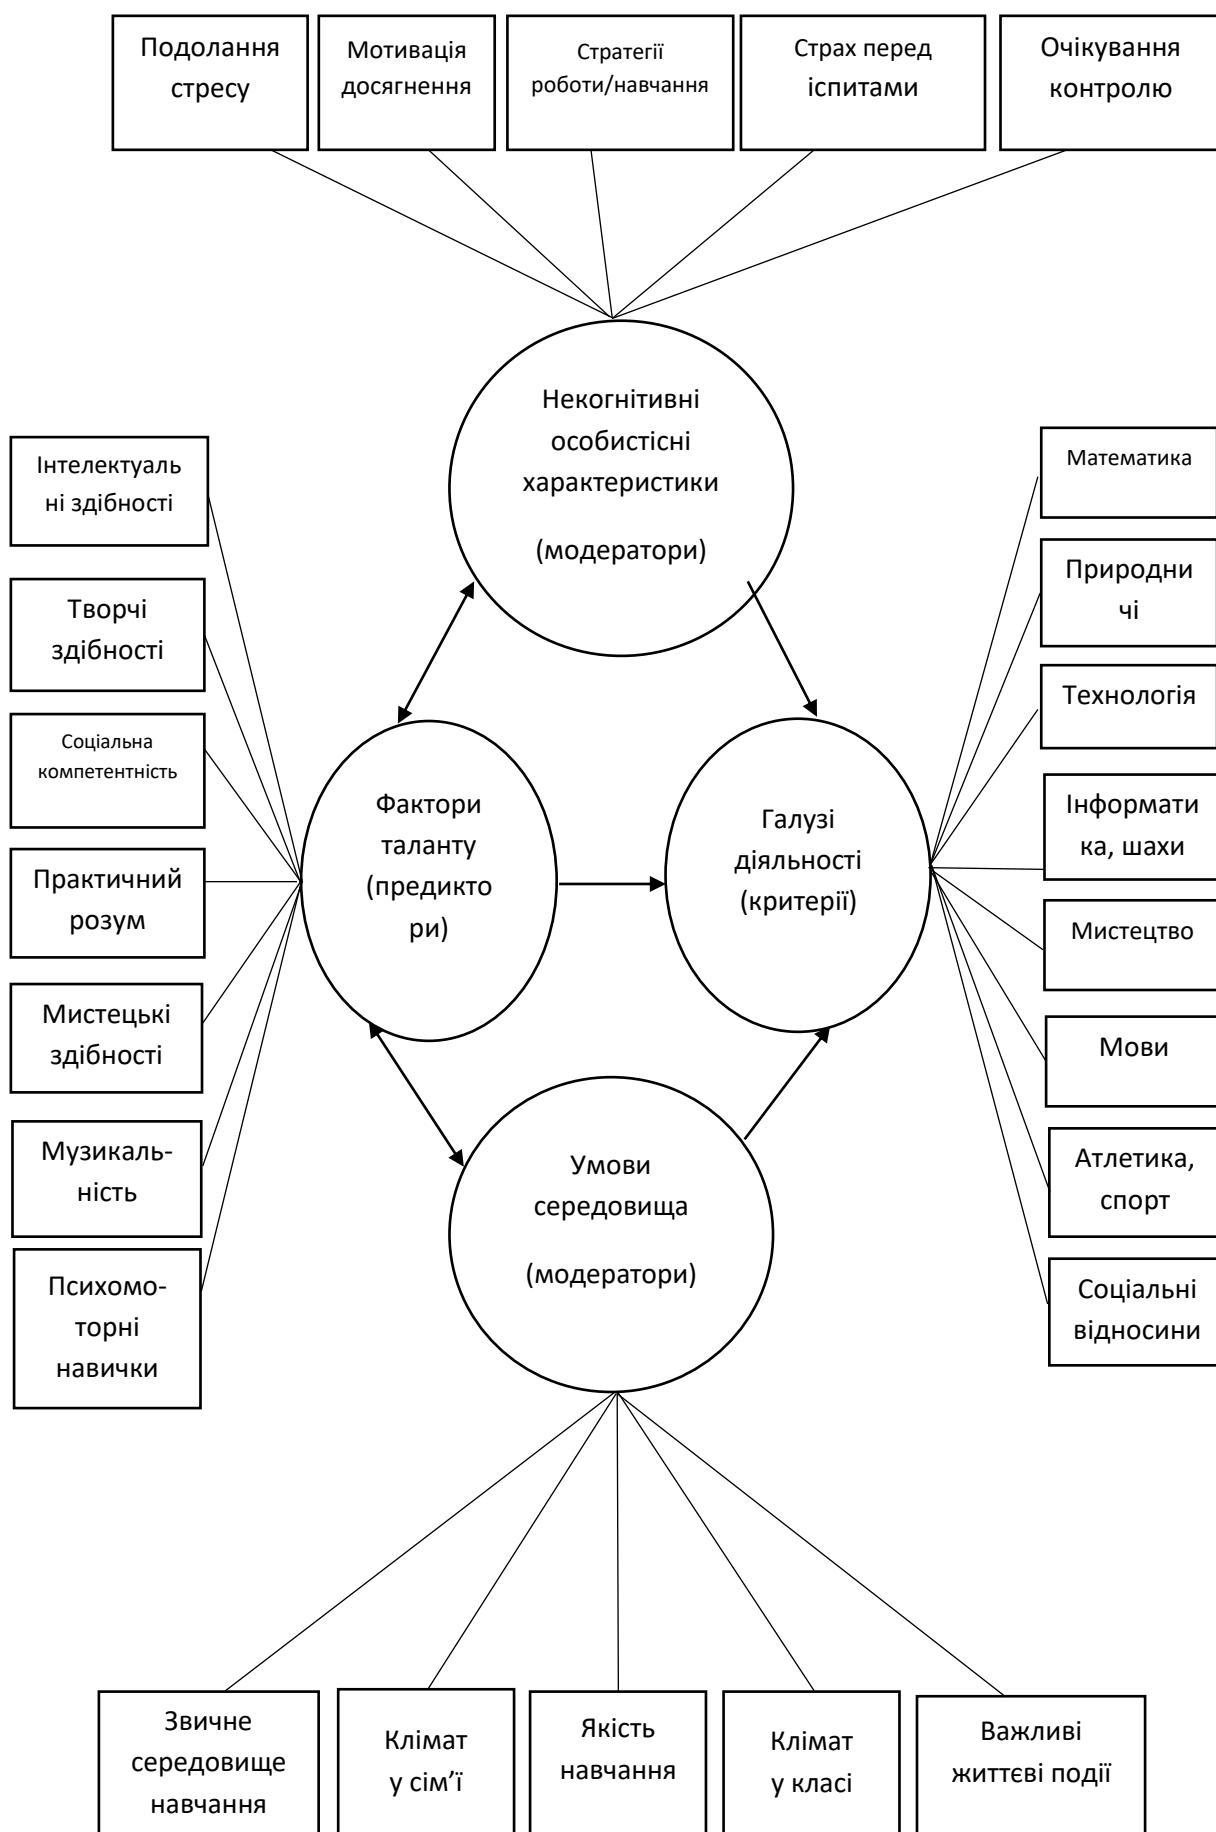 Подолання
стресу
Мотивація
досягнення
Стратегії
роботи/навчання
Страх перед
іспитами
Очікування
контролю
Некогнітивні
особистісні
характеристики
(модератори)
Інтелектуаль
ні здібності
Творчі
здібності
Соціальна
компетентність
Практичний
розум
Мистецькі
здібності
Музикаль-
ність
Психомо-
торні
навички
Фактори
таланту
(предикто
ри)
Галузі
діяльності
(критерії)
Математика
Природни
чі
Технологія
Інформати
ка, шахи
Мистецтво
Мови
Атлетика,
спорт
Соціальні
відносини
Умови
середовища
(модератори)
Звичне
середовище
навчання
Клімат
у сім’ї
Якість
навчання
Клімат
у класі
Важливі
життєві події